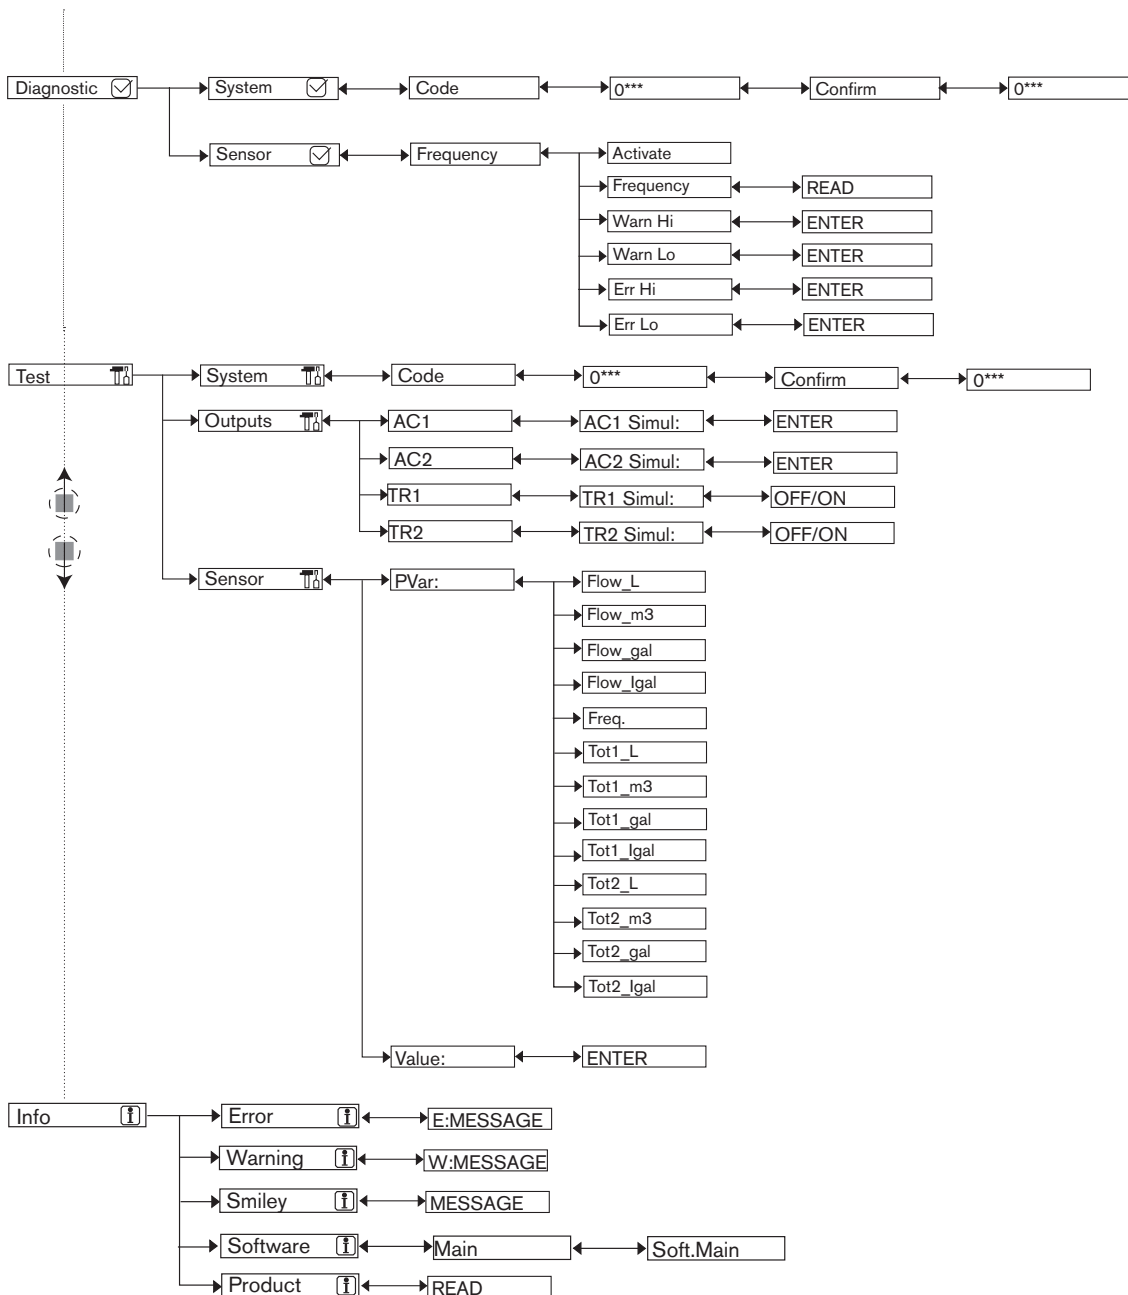 Diagnostic System Code 0*** Confirm 0***
Sensor Frequency Activate
Frequency READ
Warn Hi ENTER
Warn Lo ENTER
Err Hi ENTER
Err Lo ENTER
Test System Code 0*** Confirm 0***
Outputs AC1 AC1 Simul: ENTER
AC2 AC2 Simul: ENTER
TR1 TR1 Simul: OFF/ON
TR2 TR2 Simul: OFF/ON
Sensor PVar: Flow_L
Flow_m3
Flow_gal
Flow_Igal
Freq.
Tot1_L
Tot1_m3
Tot1_gal
Tot1_Igal
Tot2_L
Tot2_m3
Tot2_gal
Tot2_Igal
Value: ENTER
Info Error E:MESSAGE
Warning W:MESSAGE
Smiley MESSAGE
Software Main Soft.Main
Product READ